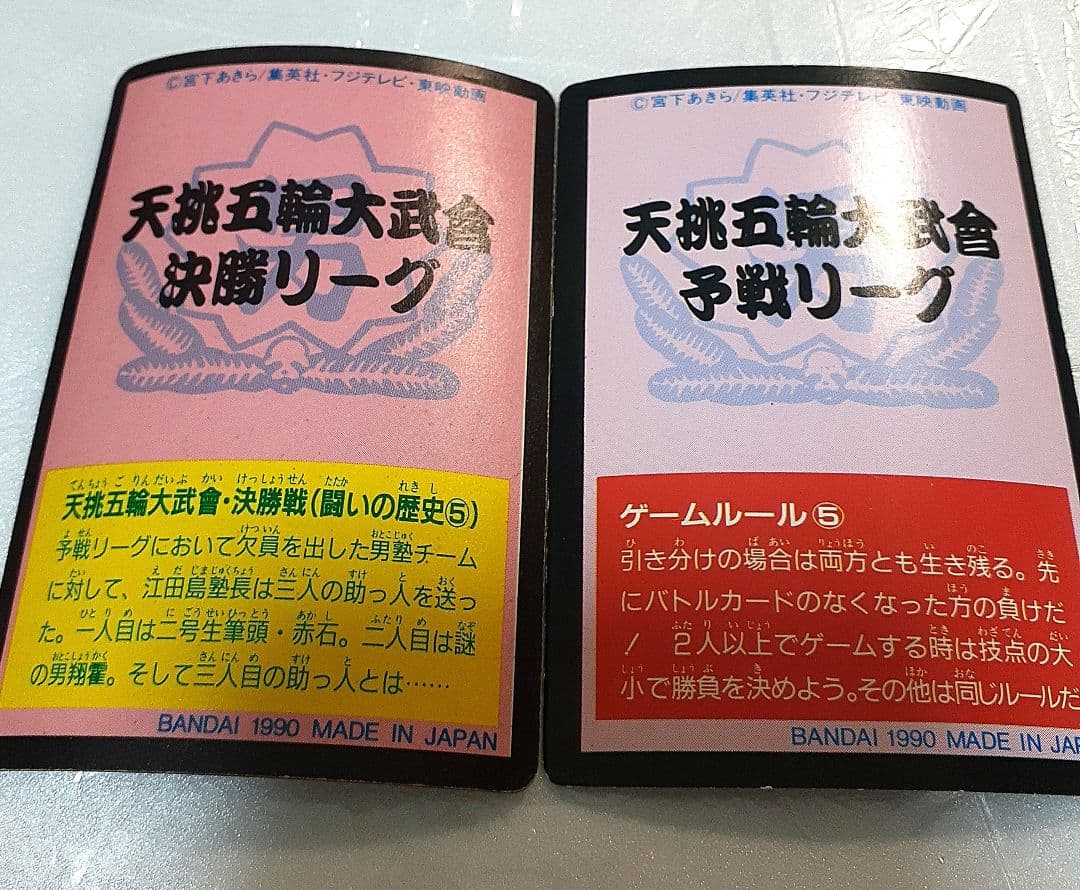 ©宮下あきら/集英社・フジテレビ・東映動画
天挑五輪大武會
決勝リーグ
天挑五輪大武會・決勝戦(闘いの歴史⑤)
予戦リーグにおいて欠員を出した男塾チーム
に対して、江田島塾長は三人の助っ人を送っ
た。一人目は二号生筆頭・赤石。二人目は謎
の男翔霍。そして三人目の助っ人とは……
BANDAI 1990 MADE IN JAPAN
©宮下あきら/集英社・フジテレビ・東映動画
天挑五輪大武會
予戦リーグ
ゲームルール⑤
引き分けの場合は両方とも生き残る。先
にバトルカードのなくなった方の負けだ
! 2人以上でゲームする時は技点の大
小で勝負を決めよう。その他は同じルールだ
BANDAI 1990 MADE IN JAP